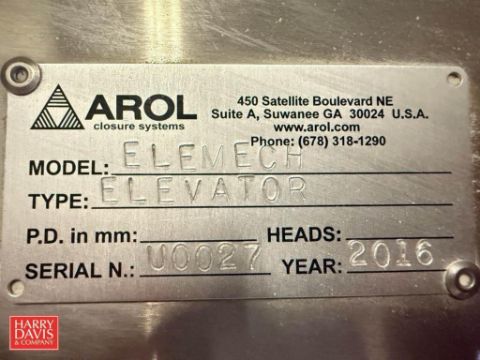 AROL
closure systems
450 Satellite Boulevard NE
Suite A, Suwanee GA 30024 U.S.A.
www.arol.com
Phone: (678) 318-1290
MODEL: ELEMECH
TYPE: ELEVATOR
P.D. in mm: HEADS:
SERIAL N.: U0027 YEAR: 2016
HARRY
DAVIS
& COMPANY